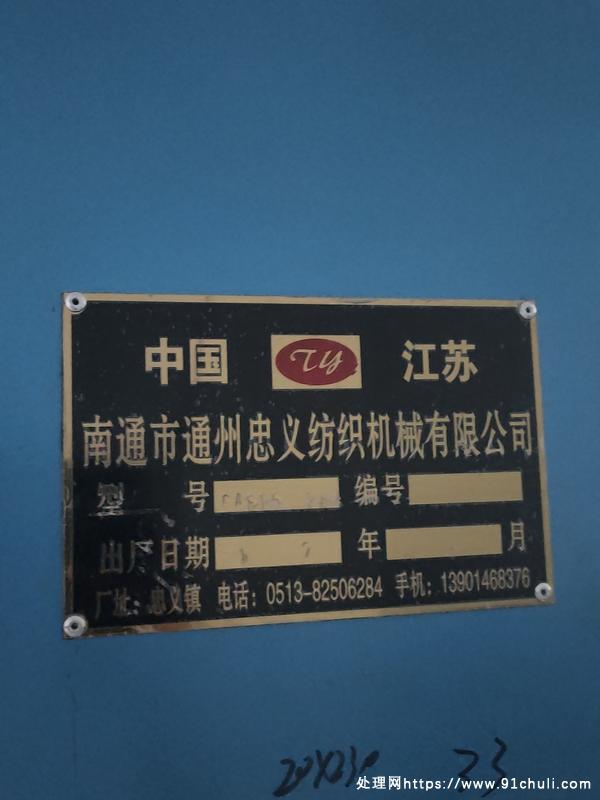 中国 TY 江苏
南通市通州忠义纺织机械有限公司
型 号 编号
出厂日期 年 月
厂址：忠义镇 电话：0513-82506284 手机：13901468376
23
处理网https://www.91chuli.com/